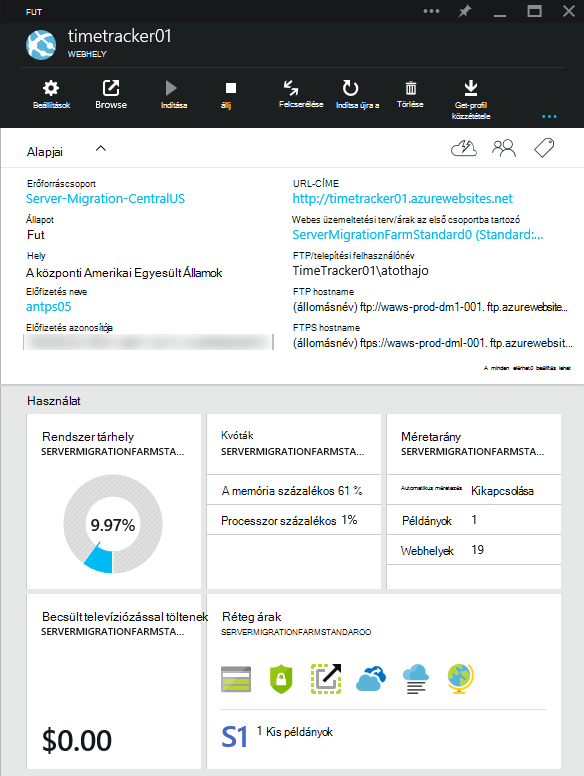 FUT
timetracker01
WEBHELY
Beállítások
Browse
Indítása
állj
Felcserélése
Indítsa újra a
Törlése
Get-profil
közzététele
Alapjai
Erőforráscsoport
Server-Migration-CentralUS
Állapot
Fut
Hely
A központi Amerikai Egyesült Államok
Előfizetés neve
antps05
Előfizetés azonosítója
URL-CÍME
http://timetracker01.azurewebsites.net
Webes üzemeltetési terv/árak az első csoportba tartozó
ServerMigrationFarmStandard0 (Standard:...
FTP/telepítési felhasználónév
TimeTracker01\atothajo
FTP hostname
(állomásnév) ftp://waws-prod-dm1-001. ftp.azurewebsite...
FTPS hostname
(állomásnév) ftps://waws-prod-dml-001. ftp.azurewebsit...
A minden elérhető beállítás lehet
Használat
Rendszer tárhely
SERVERMIGRATIONFARMSTA...
9.97%
Kvóták
SERVERMIGRATIONFARMSTA...
A memória százalékos 61 %
Processzor százalékos 1%
Méretarány
SERVERMIGRATIONFARMSTA...
Automatikus méretezés Kikapcsolása
Példányok 1
Webhelyek 19
Becsült televíziózással töltenek
SERVERMIGRATIONFARMSTA...
$0.00
Réteg árak
SERVERMIGRATIONFARMSTANDAROO
S1 1 Kis példányok